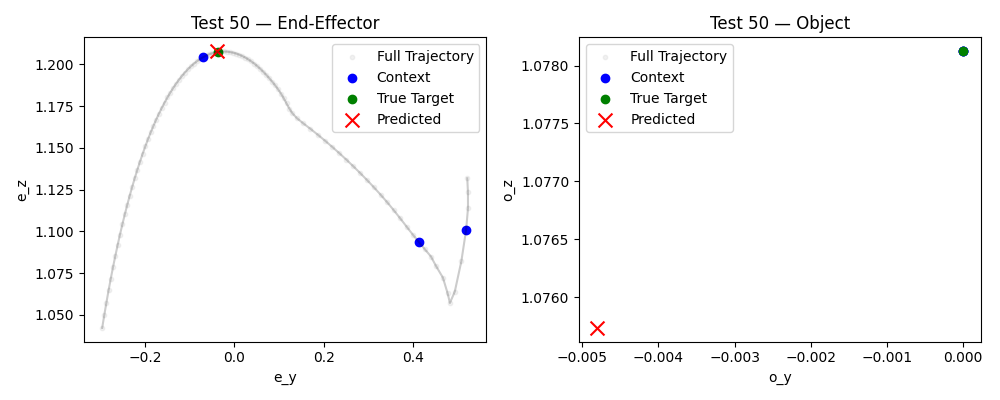 Test 50 — End-Effector
Full Trajectory
Context
True Target
Predicted
e_z
1.200
1.175
1.150
1.125
1.100
1.075
1.050
−0.2
0.0
0.2
0.4
e_y
Test 50 — Object
Full Trajectory
Context
True Target
Predicted
o_z
1.0780
1.0775
1.0770
1.0765
1.0760
−0.005
−0.004
−0.003
−0.002
−0.001
0.000
o_y